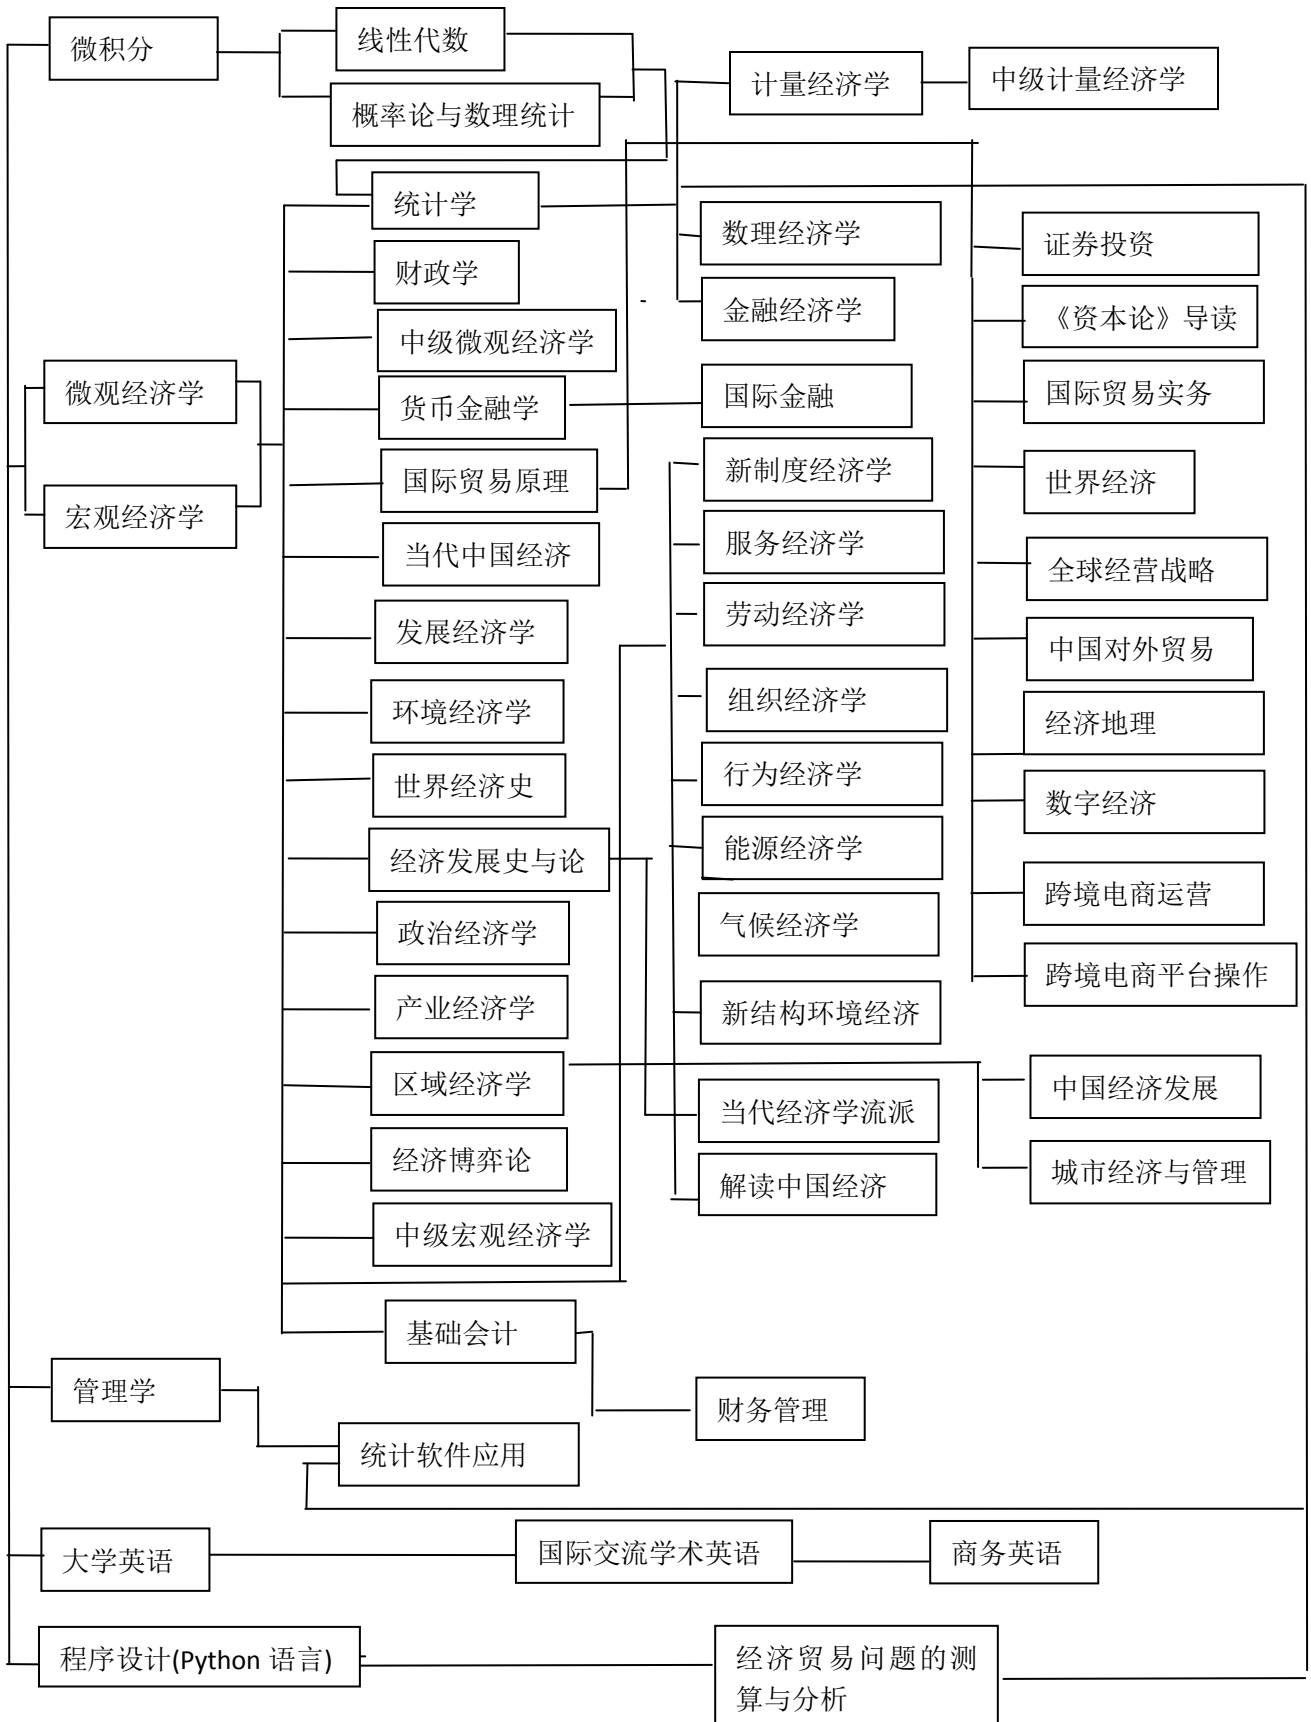 微积分
线性代数
概率论与数理统计
计量经济学
中级计量经济学
统计学
财政学
中级微观经济学
货币金融学
国际贸易原理
当代中国经济
发展经济学
环境经济学
世界经济史
经济发展史与论
政治经济学
产业经济学
区域经济学
经济博弈论
中级宏观经济学
基础会计
微观经济学
宏观经济学
数理经济学
金融经济学
国际金融
新制度经济学
服务经济学
劳动经济学
组织经济学
行为经济学
能源经济学
气候经济学
新结构环境经济
当代经济学流派
解读中国经济
证券投资
《资本论》导读
国际贸易实务
世界经济
全球经营战略
中国对外贸易
经济地理
数字经济
跨境电商运营
跨境电商平台操作
中国经济发展
城市经济与管理
管理学
财务管理
统计软件应用
大学英语
国际交流学术英语
商务英语
程序设计(Python 语言)
经济贸易问题的测
算与分析